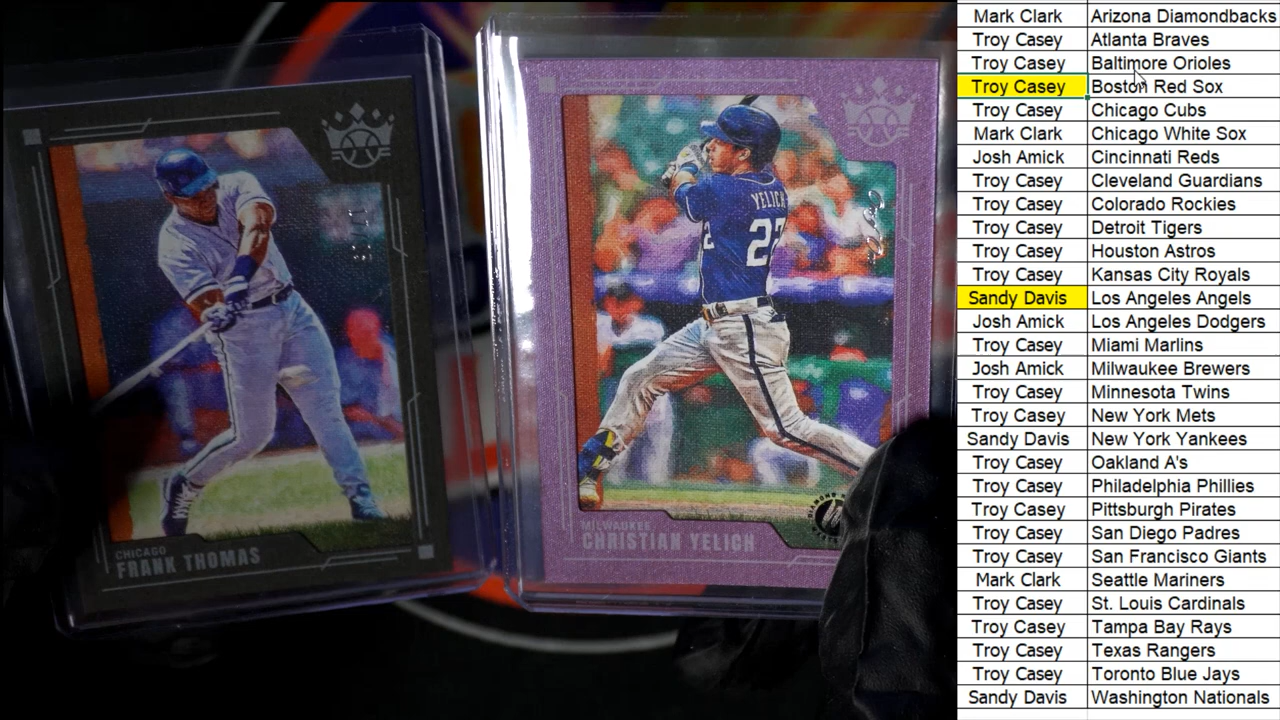 CHICAGO
FRANK THOMAS
YELICH
27
MILWAUKEE
CHRISTIAN YELICH
Mark Clark Arizona Diamondbacks
Troy Casey Atlanta Braves
Troy Casey Baltimore Orioles
Troy Casey Boston Red Sox
Troy Casey Chicago Cubs
Mark Clark Chicago White Sox
Josh Amick Cincinnati Reds
Troy Casey Cleveland Guardians
Troy Casey Colorado Rockies
Troy Casey Detroit Tigers
Troy Casey Houston Astros
Troy Casey Kansas City Royals
Sandy Davis Los Angeles Angels
Josh Amick Los Angeles Dodgers
Troy Casey Miami Marlins
Josh Amick Milwaukee Brewers
Troy Casey Minnesota Twins
Troy Casey New York Mets
Sandy Davis New York Yankees
Troy Casey Oakland A's
Troy Casey Philadelphia Phillies
Troy Casey Pittsburgh Pirates
Troy Casey San Diego Padres
Troy Casey San Francisco Giants
Mark Clark Seattle Mariners
Troy Casey St. Louis Cardinals
Troy Casey Tampa Bay Rays
Troy Casey Texas Rangers
Troy Casey Toronto Blue Jays
Sandy Davis Washington Nationals